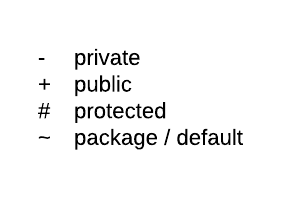 - private
+ public
# protected
~ package / default